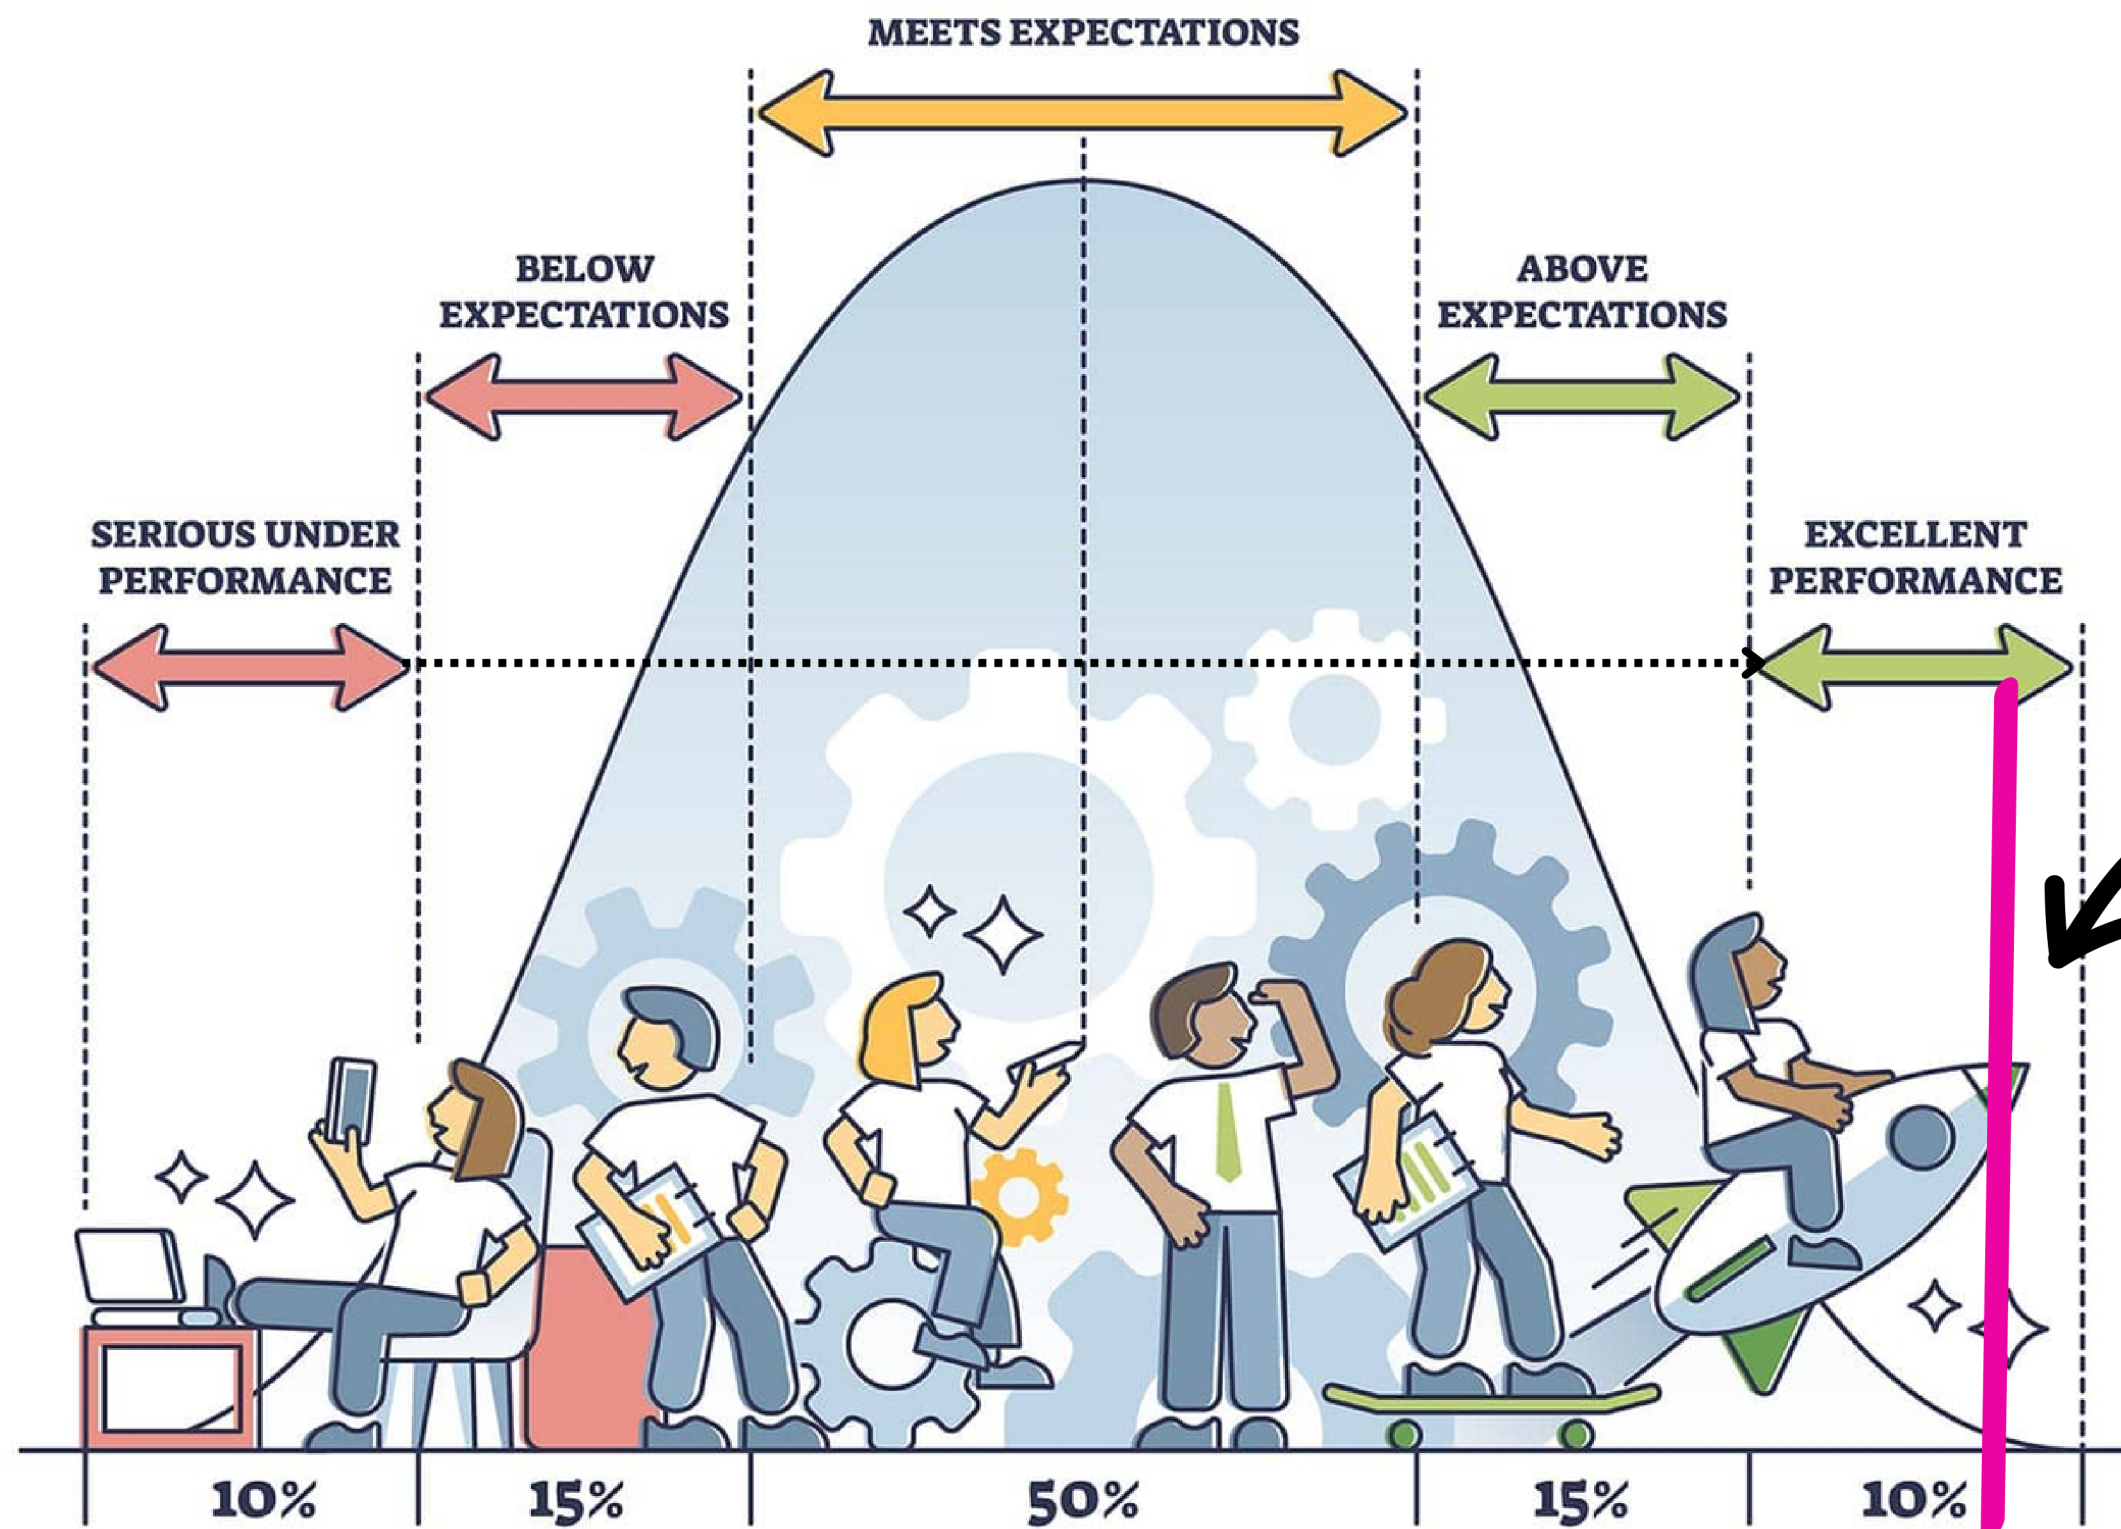 MEETS EXPECTATIONS
BELOW
EXPECTATIONS
ABOVE
EXPECTATIONS
SERIOUS UNDER
PERFORMANCE
EXCELLENT
PERFORMANCE
10%
15%
50%
15%
10%